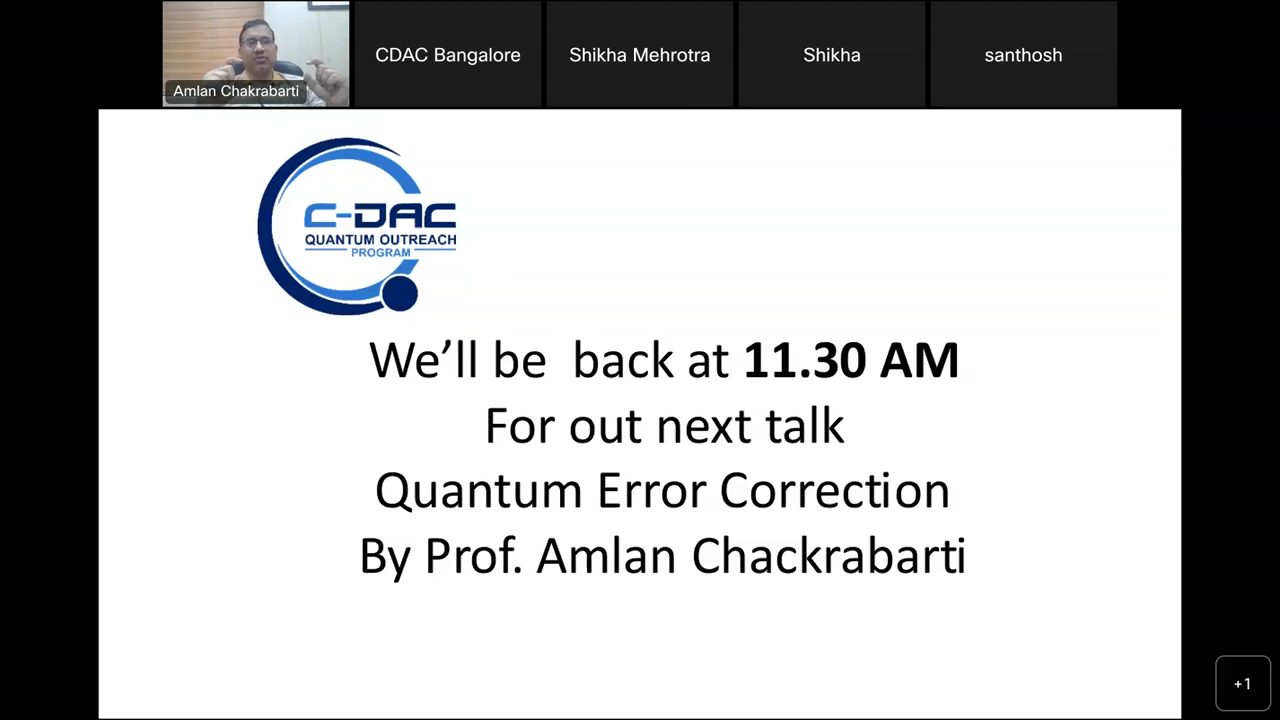 Amlan Chakrabarti
CDAC Bangalore
Shikha Mehrotra
Shikha
santhosh
C-DAC
QUANTUM OUTREACH
PROGRAM
We'll be  back at 11.30 AM
For out next talk
Quantum Error Correction
By Prof. Amlan Chackrabarti
+1